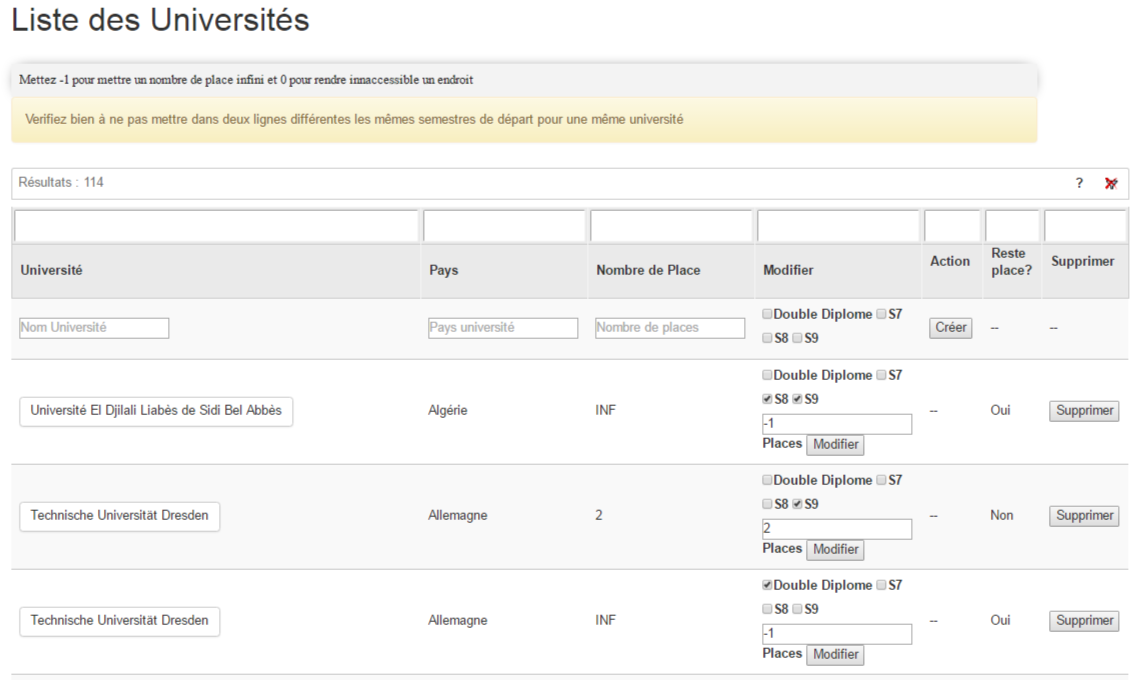 Liste des Universités
Mettez -1 pour mettre un nombre de place infini et 0 pour rendre innaccessible un endroit
Verifiez bien à ne pas mettre dans deux lignes différentes les mêmes semestres de départ pour une même université
Résultats : 114 ?
Université Pays Nombre de Place Modifier Action Reste place? Supprimer
Nom Université Pays université Nombre de places Double Diplome S7 Créer -- --
S8 S9
Double Diplome S7
Université El Djilali Liabès de Sidi Bel Abbès Algérie INF S8 S9 -- Oui Supprimer
-1
Places Modifier
Double Diplome S7
Technische Universität Dresden Allemagne 2 S8 S9 -- Non Supprimer
2
Places Modifier
Double Diplome S7
Technische Universität Dresden Allemagne INF S8 S9 -- Oui Supprimer
-1
Places Modifier